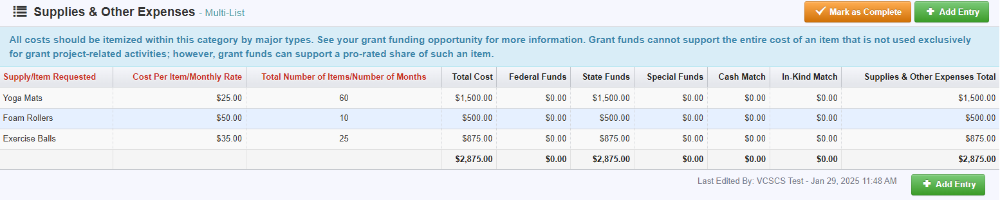 Supplies & Other Expenses - Multi-List
Mark as Complete
Add Entry
All costs should be itemized within this category by major types. See your grant funding opportunity for more information. Grant funds cannot support the entire cost of an item that is not used exclusively
for grant project-related activities; however, grant funds can support a pro-rated share of such an item.
Supply/Item Requested Cost Per Item/Monthly Rate Total Number of Items/Number of Months Total Cost Federal Funds State Funds Special Funds Cash Match In-Kind Match Supplies & Other Expenses Total
Yoga Mats $25.00 60 $1,500.00 $0.00 $1,500.00 $0.00 $0.00 $0.00 $1,500.00
Foam Rollers $50.00 10 $500.00 $0.00 $500.00 $0.00 $0.00 $0.00 $500.00
Exercise Balls $35.00 25 $875.00 $0.00 $875.00 $0.00 $0.00 $0.00 $875.00
$2,875.00 $0.00 $2,875.00 $0.00 $0.00 $0.00 $2,875.00
Last Edited By: VCSCS Test - Jan 29, 2025 11:48 AM
Add Entry